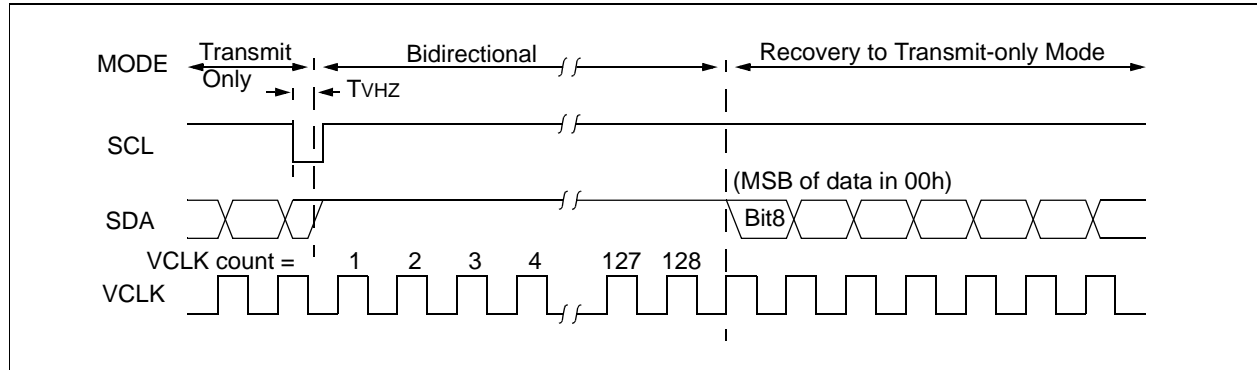 MODE
Transmit
Only
Bidirectional
Recovery to Transmit-only Mode
TVHZ
SCL
(MSB of data in 00h)
SDA
Bit8
VCLK count = 1 2 3 4 127 128
VCLK